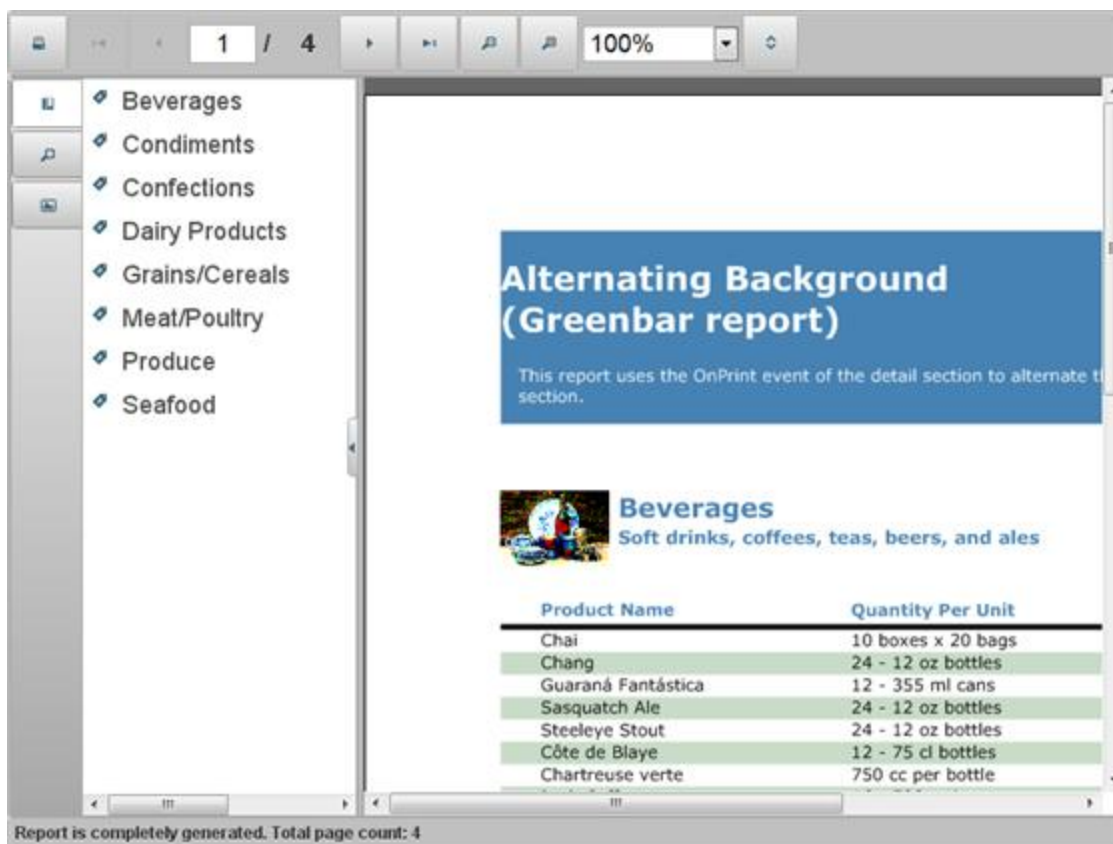 1 / 4 100%
Beverages
Condiments
Confections
Dairy Products
Grains/Cereals
Meat/Poultry
Produce
Seafood
Alternating Background
(Greenbar report)
This report uses the OnPrint event of the detail section to alternate
section.
Beverages
Soft drinks, coffees, teas, beers, and ales
Product Name Quantity Per Unit
Chai 10 boxes x 20 bags
Chang 24 - 12 oz bottles
Guaraná Fantástica 12 - 355 ml cans
Sasquatch Ale 24 - 12 oz bottles
Steeleye Stout 24 - 12 oz bottles
Côte de Blaye 12 - 75 cl bottles
Chartreuse verte 750 cc per bottle
Report is completely generated. Total page count: 4